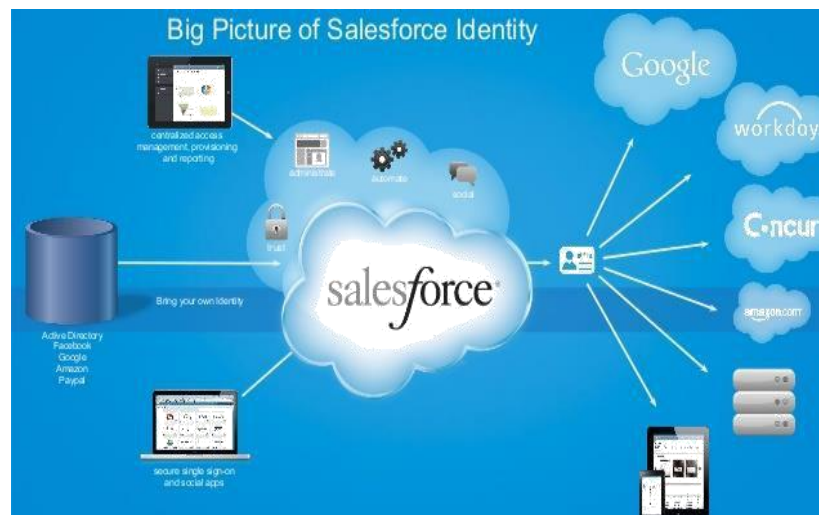 Big Picture of Salesforce Identity
Google
workday
centralized access
management, provisioning
and reporting
administrate
Automate
social
trust
C•ncur
salesforce
Bring your own Identity
amazon.com
Active Directory
Facebook
Google
Amazon
Paypal
secure single sign-on
and social apps